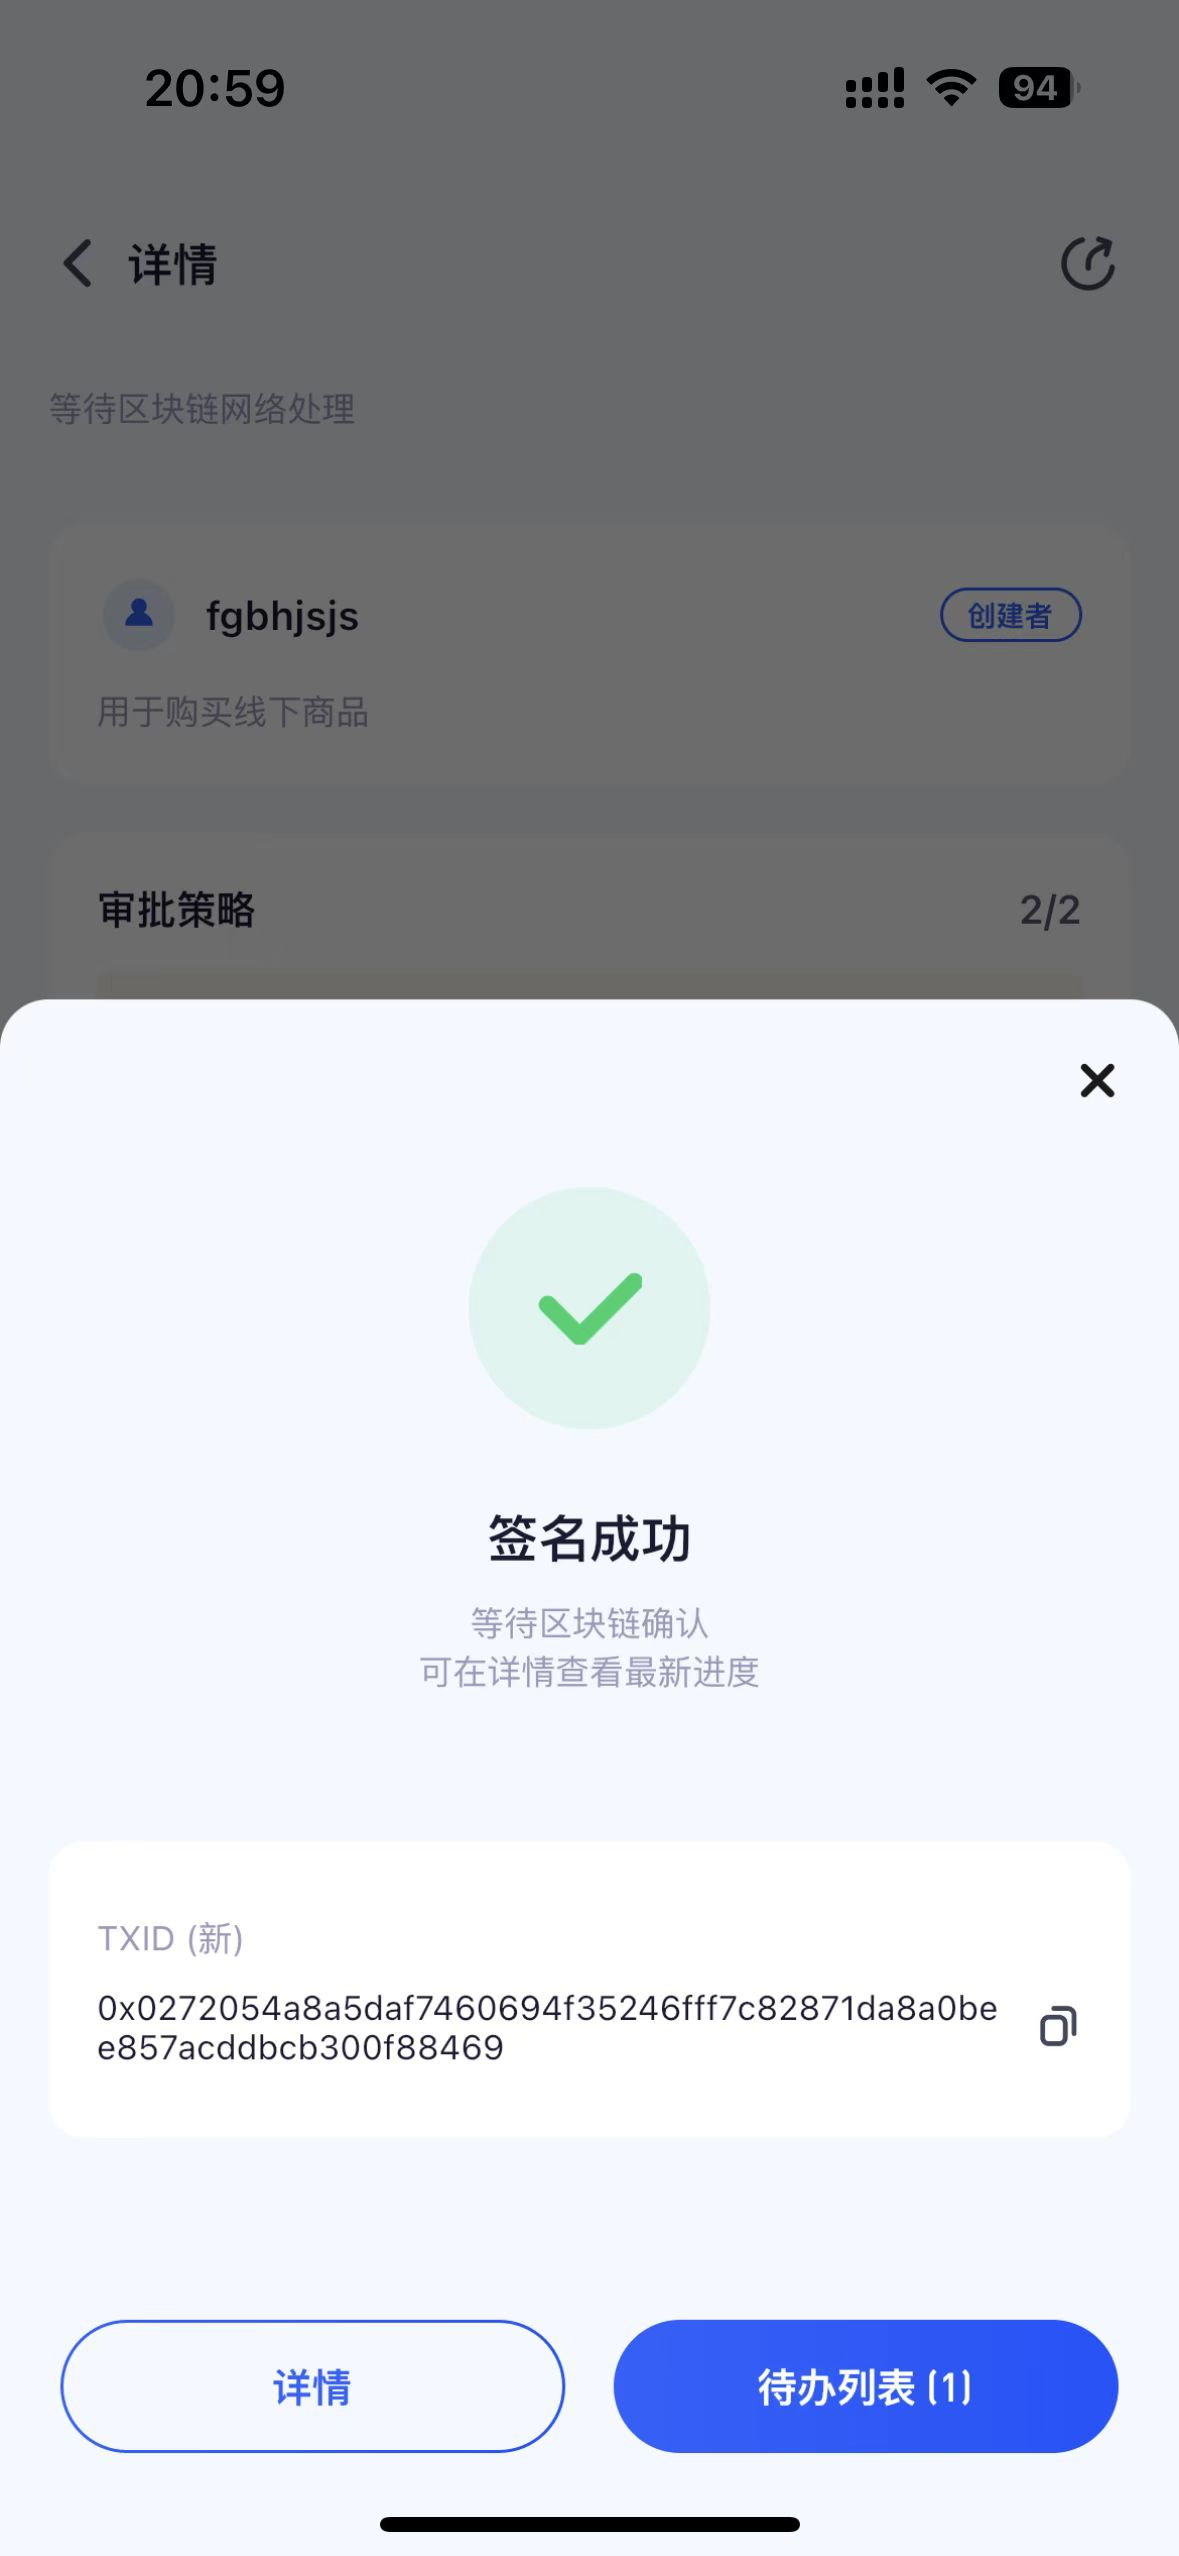 20:59
94
详情
等待区块链网络处理
fgbhjsjs
创建者
用于购买线下商品
审批策略
2/2
签名成功
等待区块链确认
可在详情查看最新进度
TXID (新)
0x0272054a8a5daf7460694f35246fff7c82871da8a0be
e857acddbcb300f88469
详情
待办列表 (1)